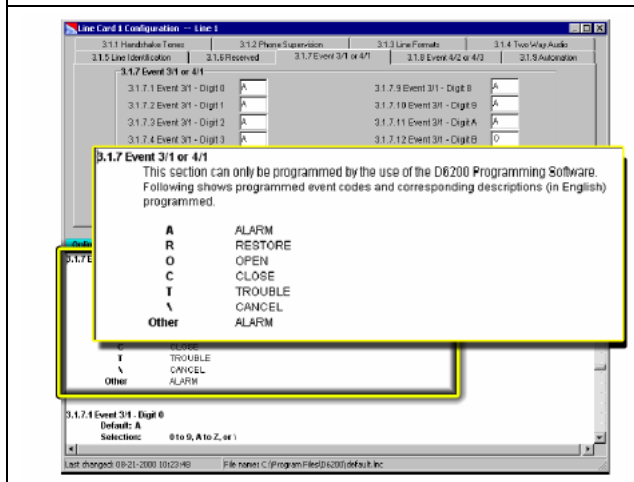 Line Card 1 Configuration -- Line 1
3.1.1 Handshake Tones 3.1.2 Phone Supervision 3.1.3 Line Formats 3.1.4 Two Way Audio
3.1.5 Line Identification 3.1.6 Reserved 3.1.7 Event 3/1 or 4/1 3.1.8 Event 4/2 or 4/3 3.1.9 Automation
3.1.7 Event 3/1 or 4/1
3.1.7.1 Event 3/1 - Digit 0 A 3.1.7.9 Event 3/1 - Digit 8 A
3.1.7.2 Event 3/1 - Digit 1 A 3.1.7.10 Event 3/1 - Digit 9 A
3.1.7.3 Event 3/1 - Digit 2 A 3.1.7.11 Event 3/1 - Digit A A
3.1.7.4 Event 3/1 - Digit 3 A 3.1.7.12 Event 3/1 - Digit B O
3.1.7 Event 3/1 or 4/1
This section can only be programmed by the use of the D6200 Programming Software.
Following shows programmed event codes and corresponding descriptions (in English)
programmed.
A ALARM
R RESTORE
O OPEN
C CLOSE
T TROUBLE
\ CANCEL
Other ALARM
3.1.7 E
C CLOSE
T TROUBLE
\ CANCEL
Other ALARM
3.1.7.1 Event 3/1 - Digit 0
Default: A
Selection: 0 to 9, A to Z, or \
Last changed: 08-21-2000 10:23:48 File name: C:\Program Files\D6200\default.lnc